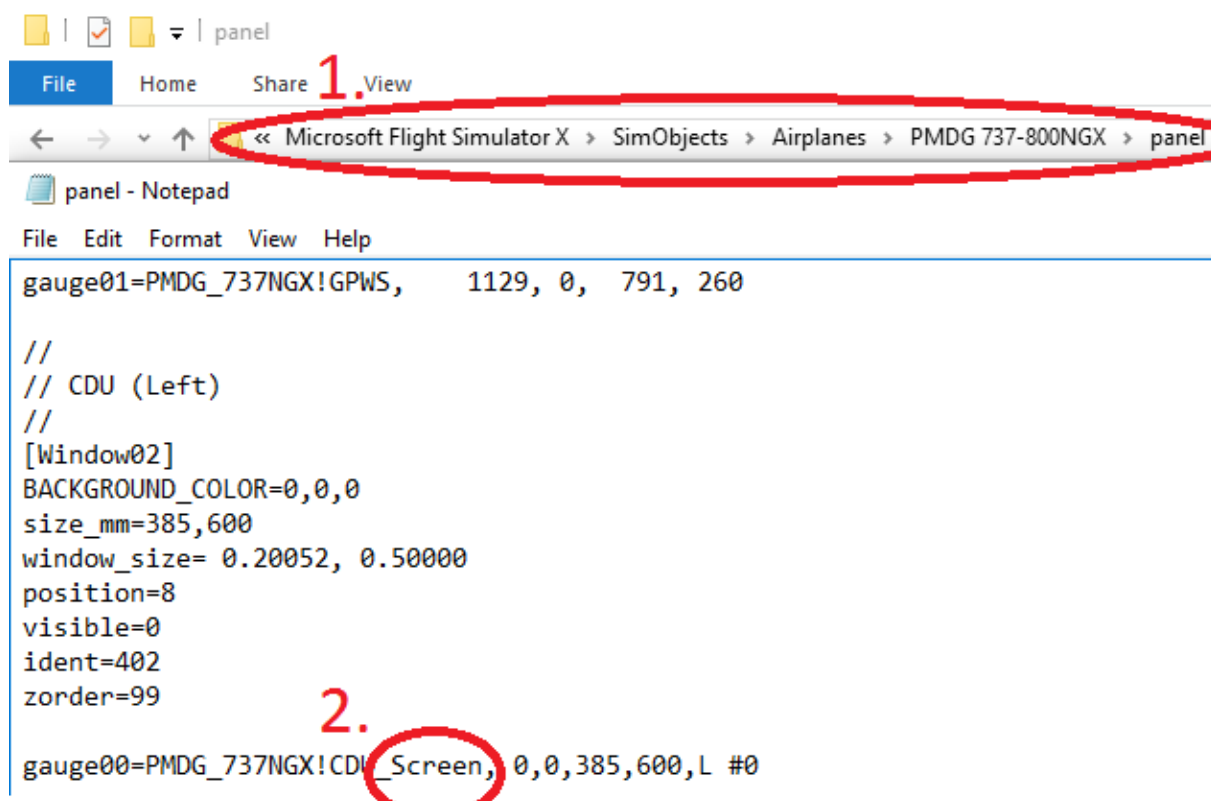 panel
File Home Share 1. View
« Microsoft Flight Simulator X > SimObjects > Airplanes > PMDG 737-800NGX > panel
panel - Notepad
File Edit Format View Help
gauge01=PMDG_737NGX!GPWS,    1129, 0,  791, 260
//
// CDU (Left)
//
[Window02]
BACKGROUND_COLOR=0,0,0
size_mm=385,600
window_size= 0.20052, 0.50000
position=8
visible=0
ident=402
zorder=99
2.
gauge00=PMDG_737NGX!CDU_Screen, 0,0,385,600,L #0